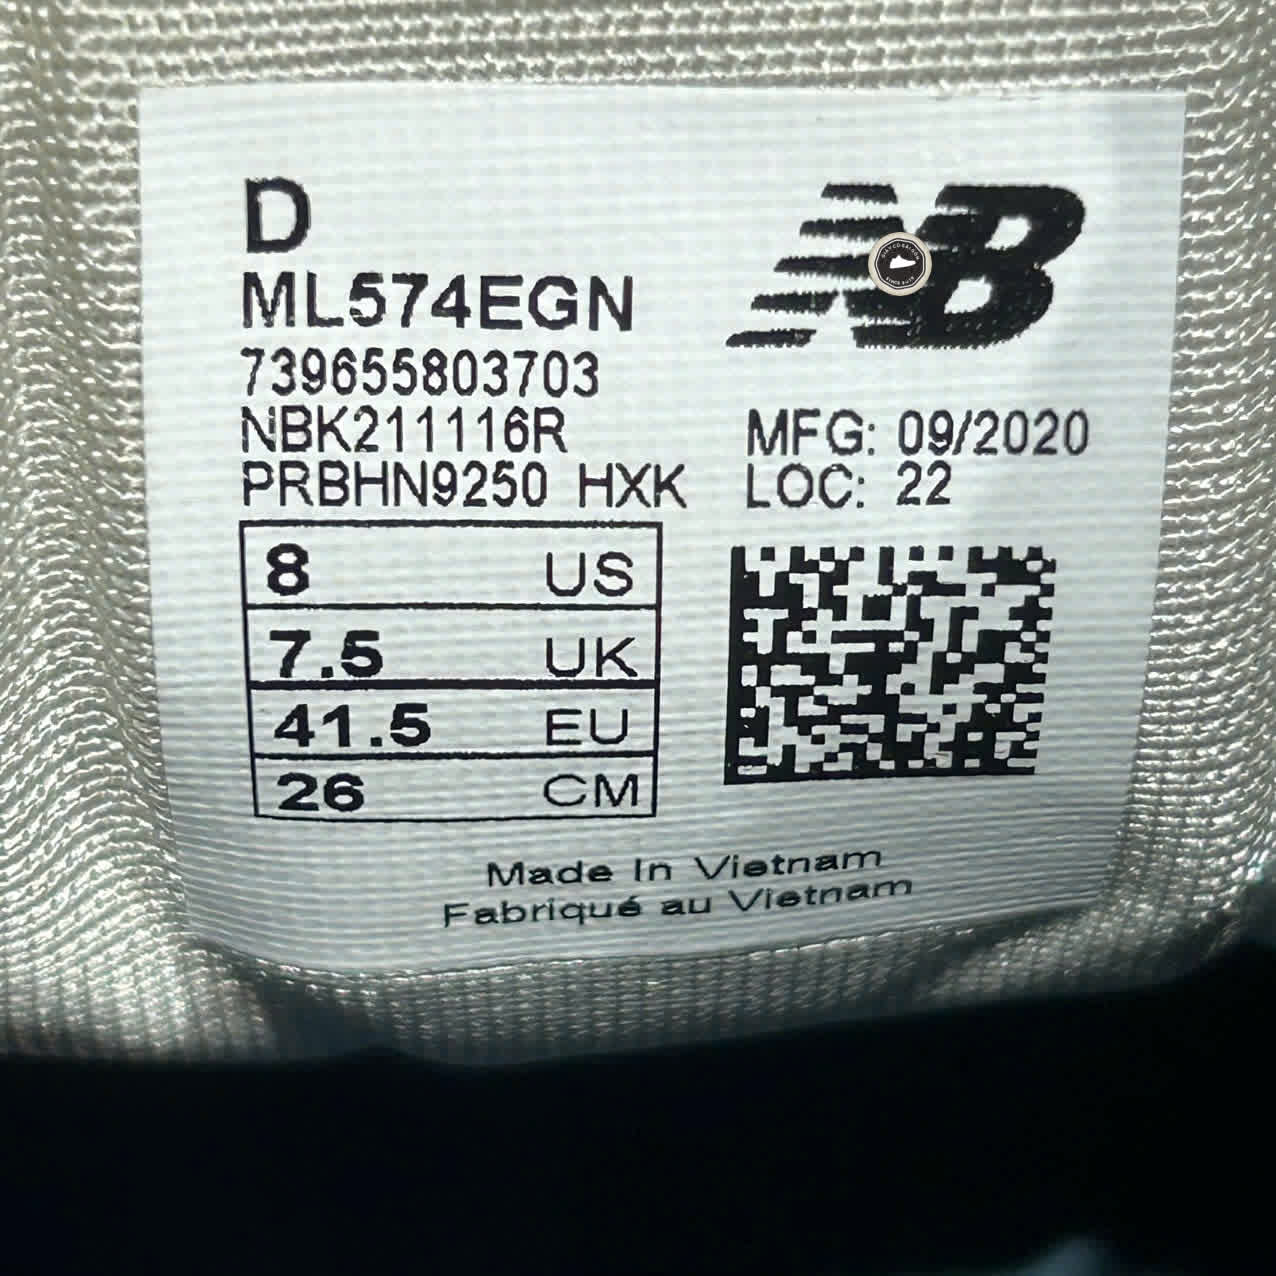 D
ML574EGN
NB
739655803703
NBK211116R
MFG: 09/2020
PRBHN9250 HXK
LOC: 22
8 US
7.5 UK
41.5 EU
26 CM
Made In Vietnam
Fabriqué au Vietnam